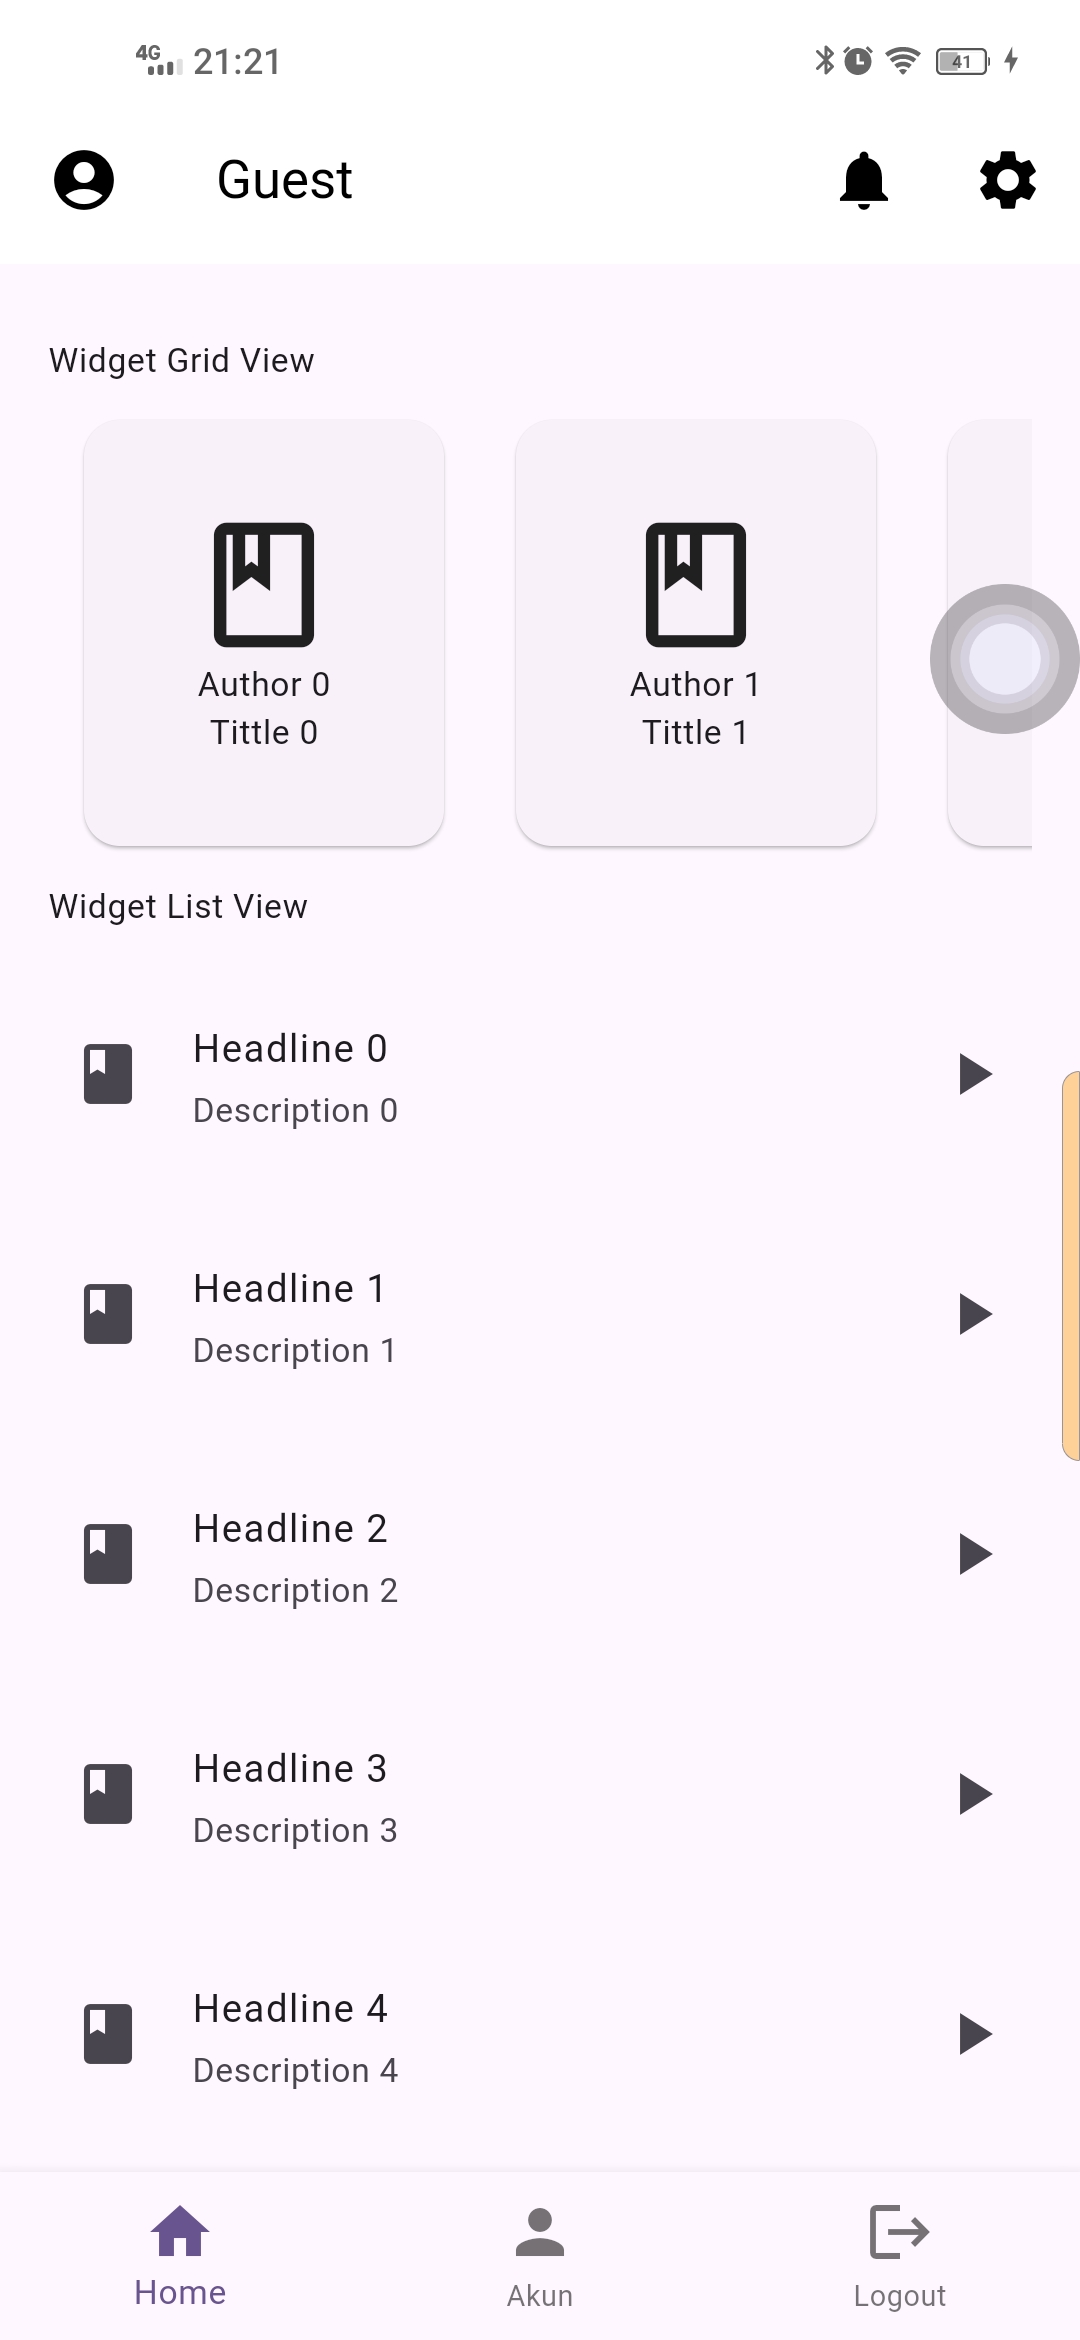 4G 21:21 41
Guest
Widget Grid View
Author 0
Tittle 0
Author 1
Tittle 1
Widget List View
Headline 0
Description 0
Headline 1
Description 1
Headline 2
Description 2
Headline 3
Description 3
Headline 4
Description 4
Home
Akun
Logout